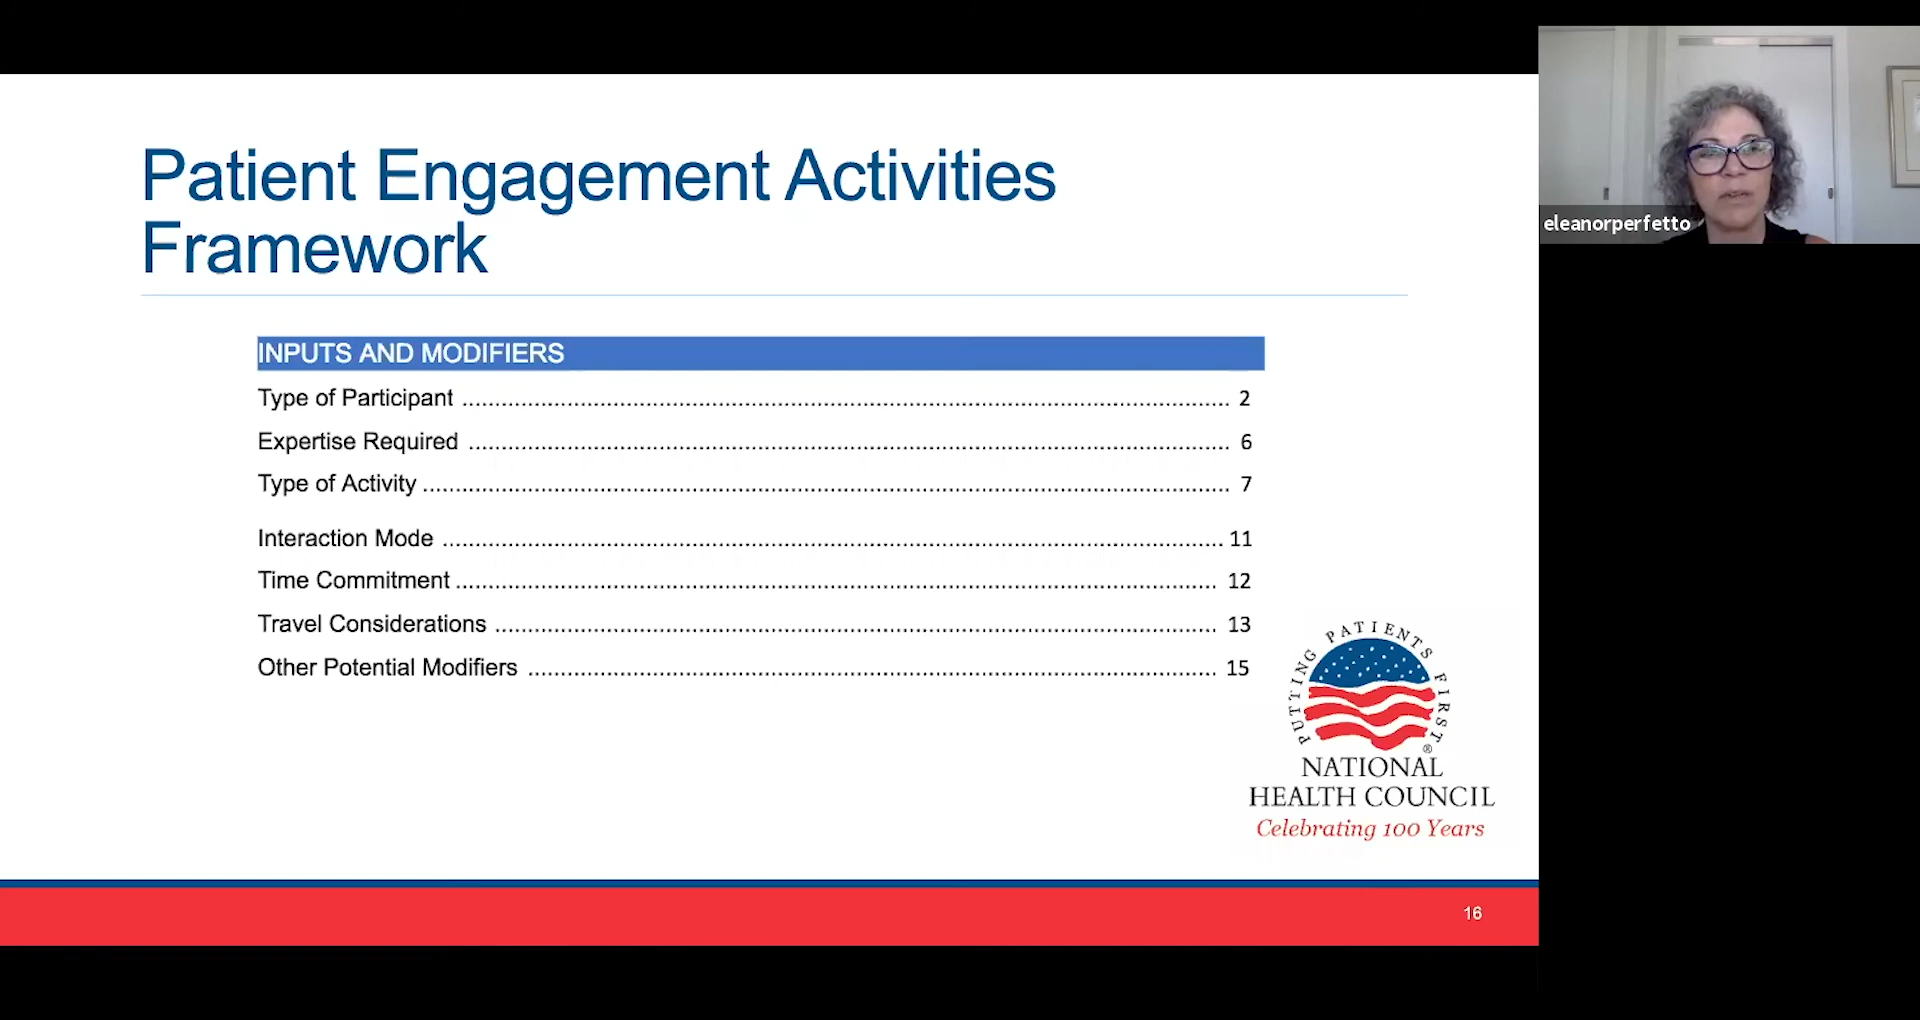 Patient Engagement Activities
Framework
INPUTS AND MODIFIERS
Type of Participant ........ 2
Expertise Required ........ 6
Type of Activity ........ 7
Interaction Mode ........ 11
Time Commitment ........ 12
Travel Considerations ........ 13
Other Potential Modifiers ........ 15
PUTTING PATIENTS FIRST
®
NATIONAL
HEALTH COUNCIL
Celebrating 100 Years
16
eleanorperfetto